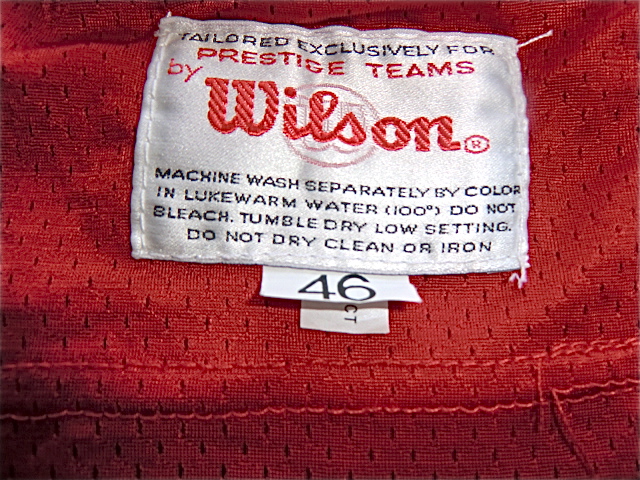 TAILORED EXCLUSIVELY FOR
PRESTIGE TEAMS
by
Wilson®
MACHINE WASH SEPARATELY BY COLOR
IN LUKEWARM WATER (100°) DO NOT
BLEACH. TUMBLE DRY LOW SETTING.
DO NOT DRY CLEAN OR IRON
46
CT